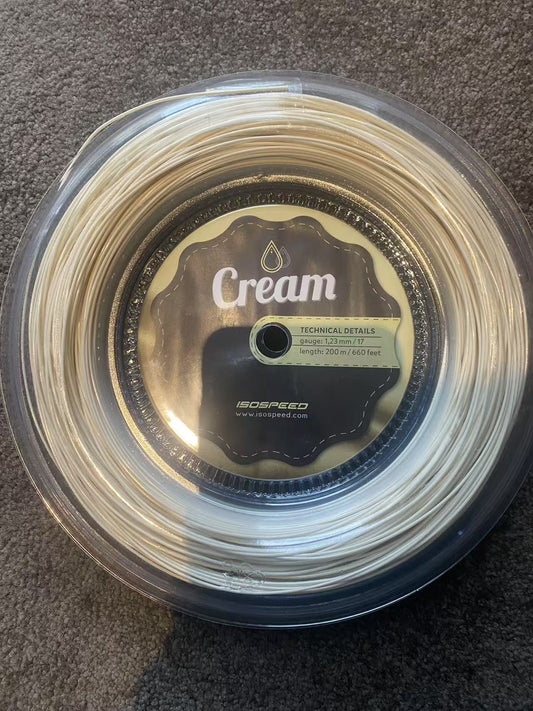 Cream
TECHNICAL DETAILS
gauge: 1,23 mm / 17
length: 200 m / 660 feet
ISOSPEED
www.isospeed.com